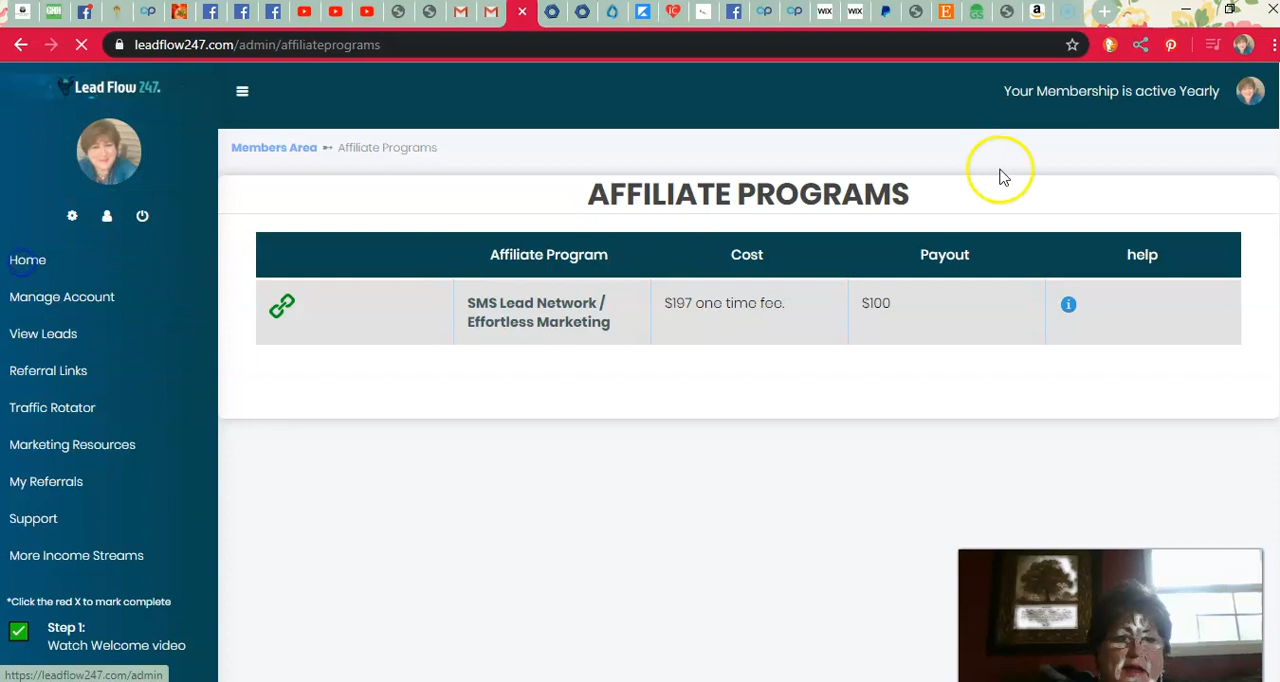 leadflow247.com/admin/affiliateprograms
Lead Flow 247.
Your Membership is active Yearly
Members Area ➸ Affiliate Programs
AFFILIATE PROGRAMS
Affiliate Program Cost Payout help
SMS Lead Network /
Effortless Marketing
$197 one time fee.
$100
Home
Manage Account
View Leads
Referral Links
Traffic Rotator
Marketing Resources
My Referrals
Support
More Income Streams
*Click the red X to mark complete
Step 1:
Watch Welcome video
https://leadflow247.com/admin